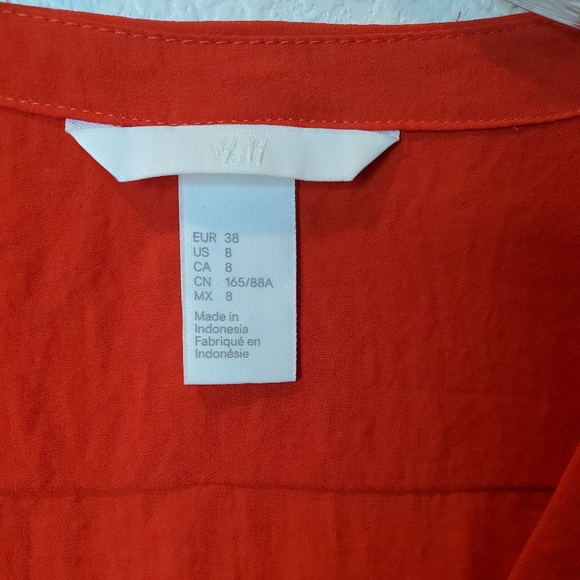 H&M
EUR 38
US 8
CA 8
CN 165/88A
MX 8
Made in
Indonesia
Fabriqué en
Indonésie